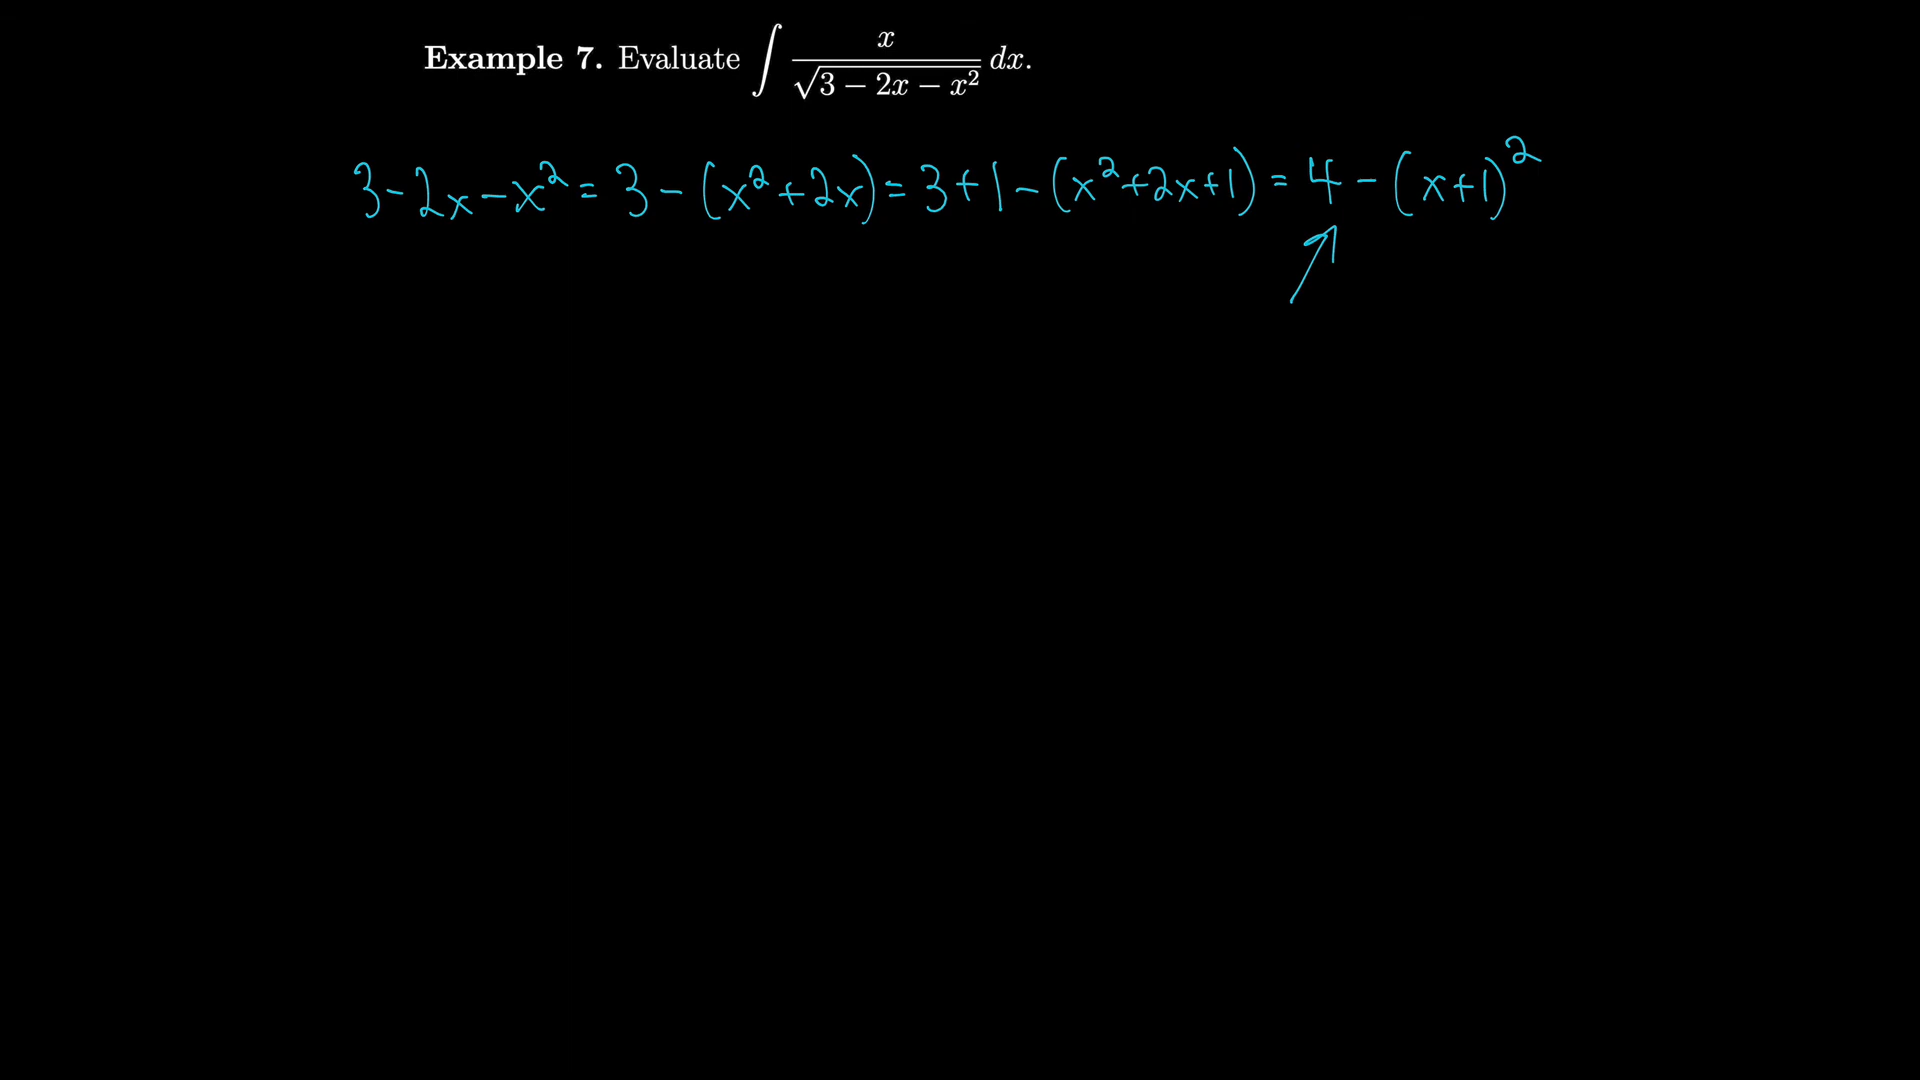 Example 7. Evaluate ∫ x/√(3 − 2x − x²) dx.
3-2x-x² = 3-(x²+2x) = 3+1-(x²+2x+1) = 4-(x+1)²